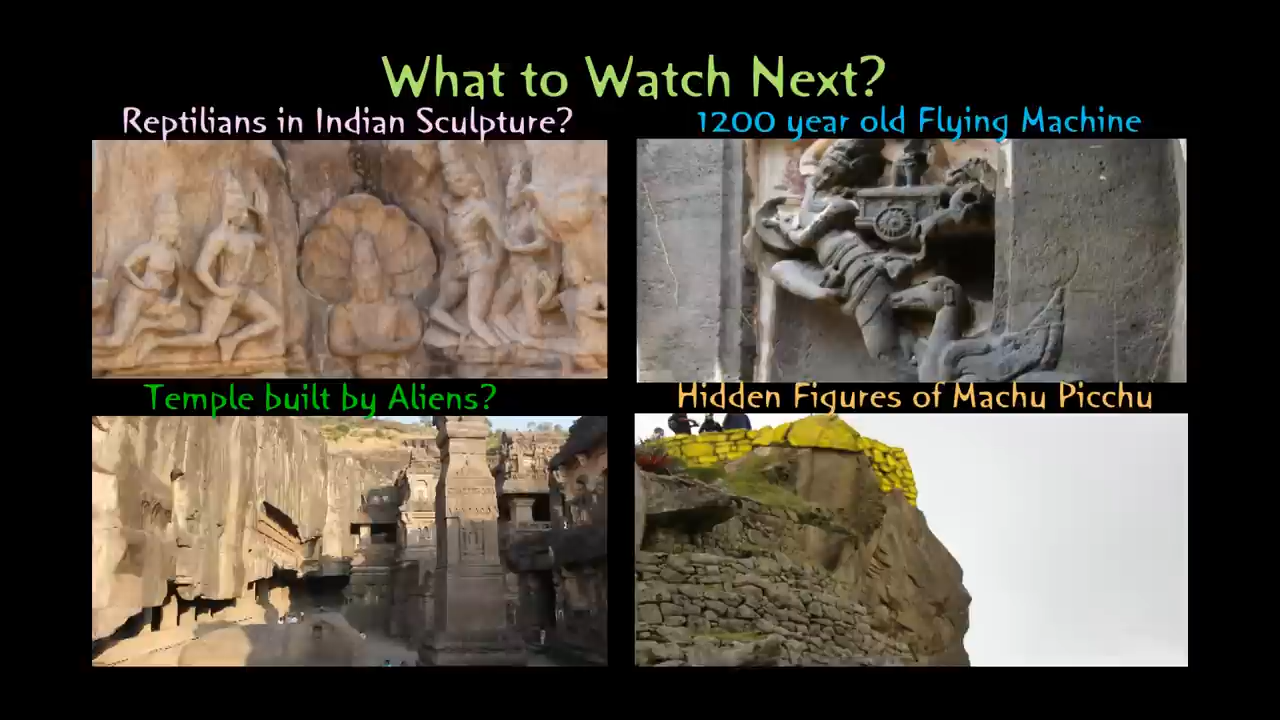 What to Watch Next?
Reptilians in Indian Sculpture?
1200 year old Flying Machine
Temple built by Aliens?
Hidden Figures of Machu Picchu